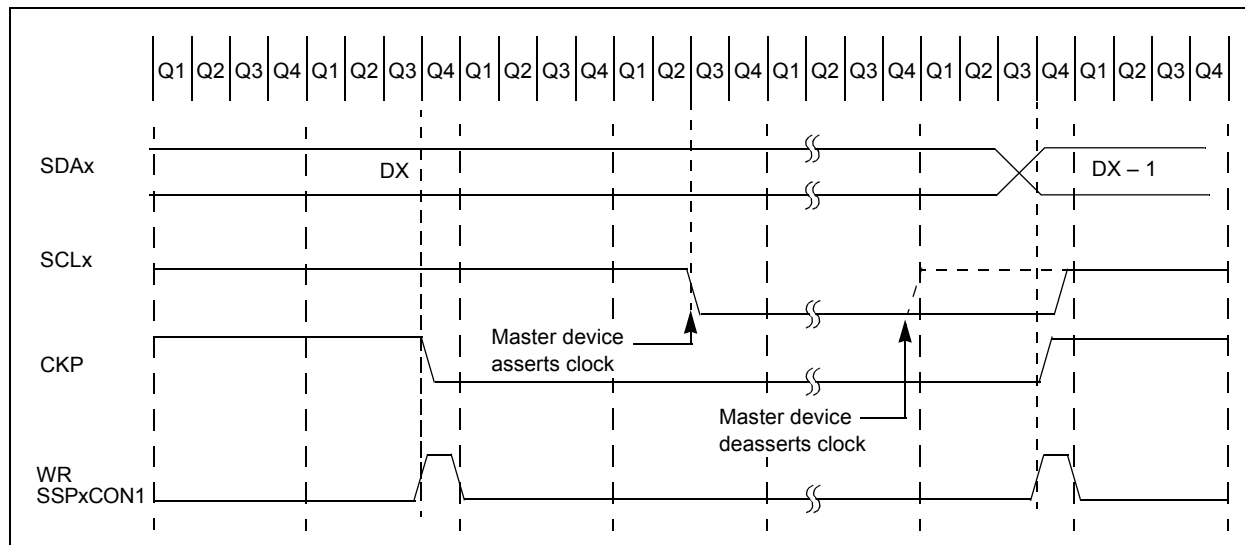 Q1 Q2 Q3 Q4 Q1 Q2 Q3 Q4 Q1 Q2 Q3 Q4 Q1 Q2 Q3 Q4 Q1 Q2 Q3 Q4 Q1 Q2 Q3 Q4 Q1 Q2 Q3 Q4
SDAx
DX
DX – 1
SCLx
Master device
asserts clock
CKP
Master device
deasserts clock
WR
SSPxCON1